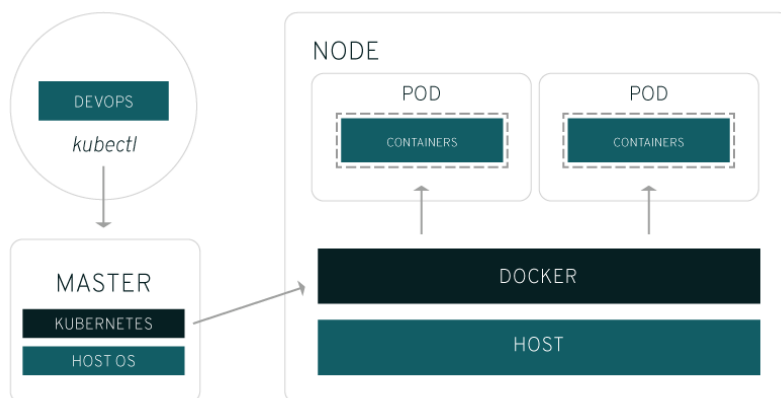 DEVOPS
kubectl
MASTER
KUBERNETES
HOST OS
NODE
POD
CONTAINERS
POD
CONTAINERS
DOCKER
HOST